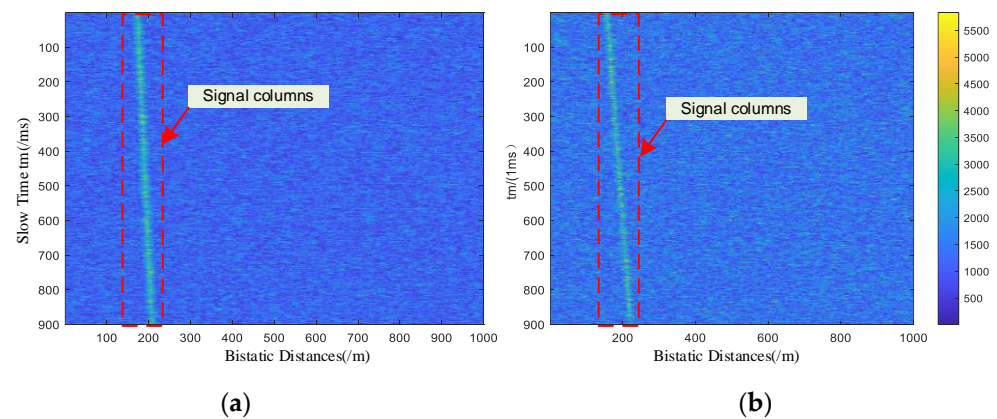 100
200
300
400
500
600
700
800
900
Slow Time tm(/ms)
Signal columns
100 200 300 400 500 600 700 800 900 1000
Bistatic Distances(/m)
(a)
100
200
300
400
500
600
700
800
900
tm/(1ms）
Signal columns
200 400 600 800 1000
Bistatic Distances(/m)
(b)
5500
5000
4500
4000
3500
3000
2500
2000
1500
1000
500